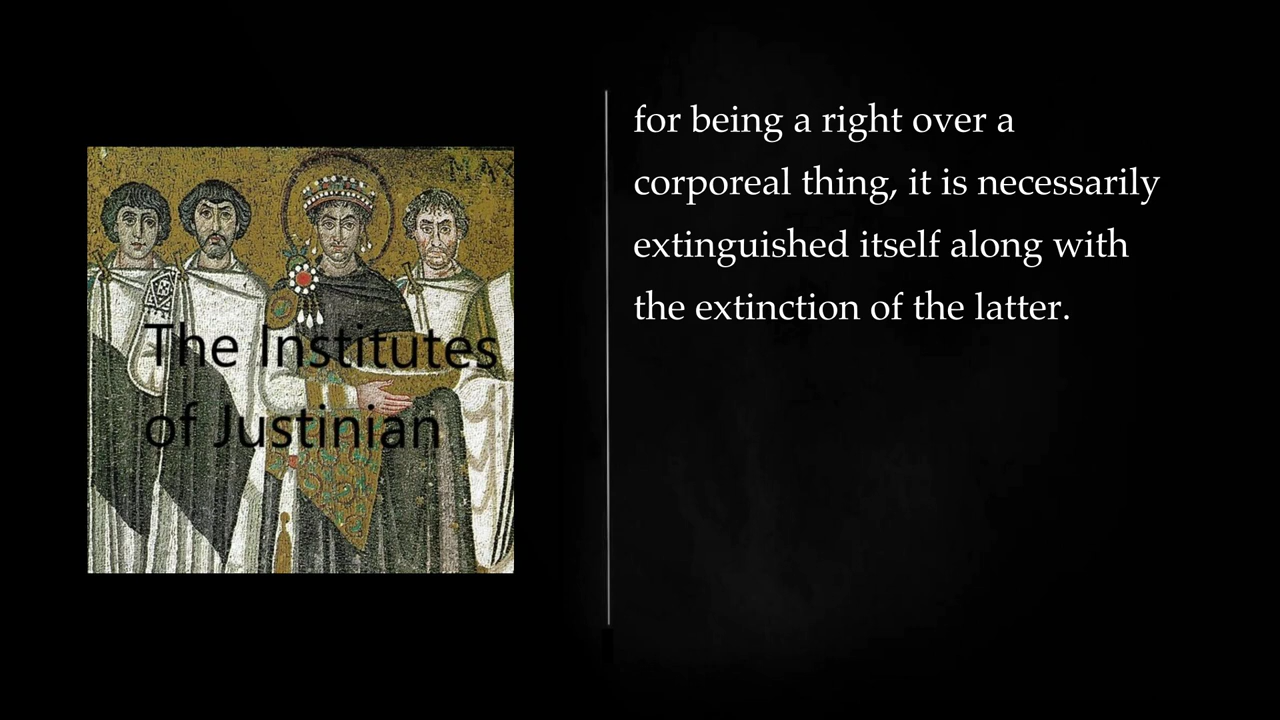 MAX
The Institutes
of Justinian
for being a right over a
corporeal thing, it is necessarily
extinguished itself along with
the extinction of the latter.